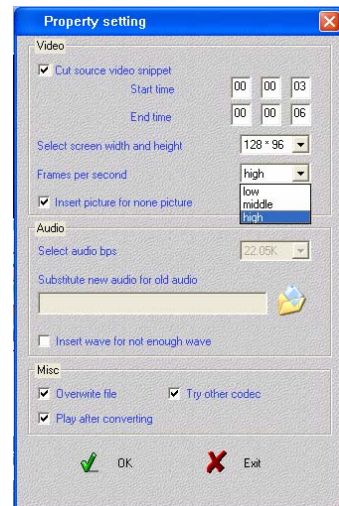 Property setting
Video
Cut source video snippet
Start time 00 00 03
End time 00 00 06
Select screen width and height 128 * 96
Frames per second high
low
middle
high
Insert picture for none picture
Audio
Select audio bps 22.05K
Substitute new audio for old audio
Insert wave for not enough wave
Misc
Overwrite file Try other codec
Play after converting
OK Exit